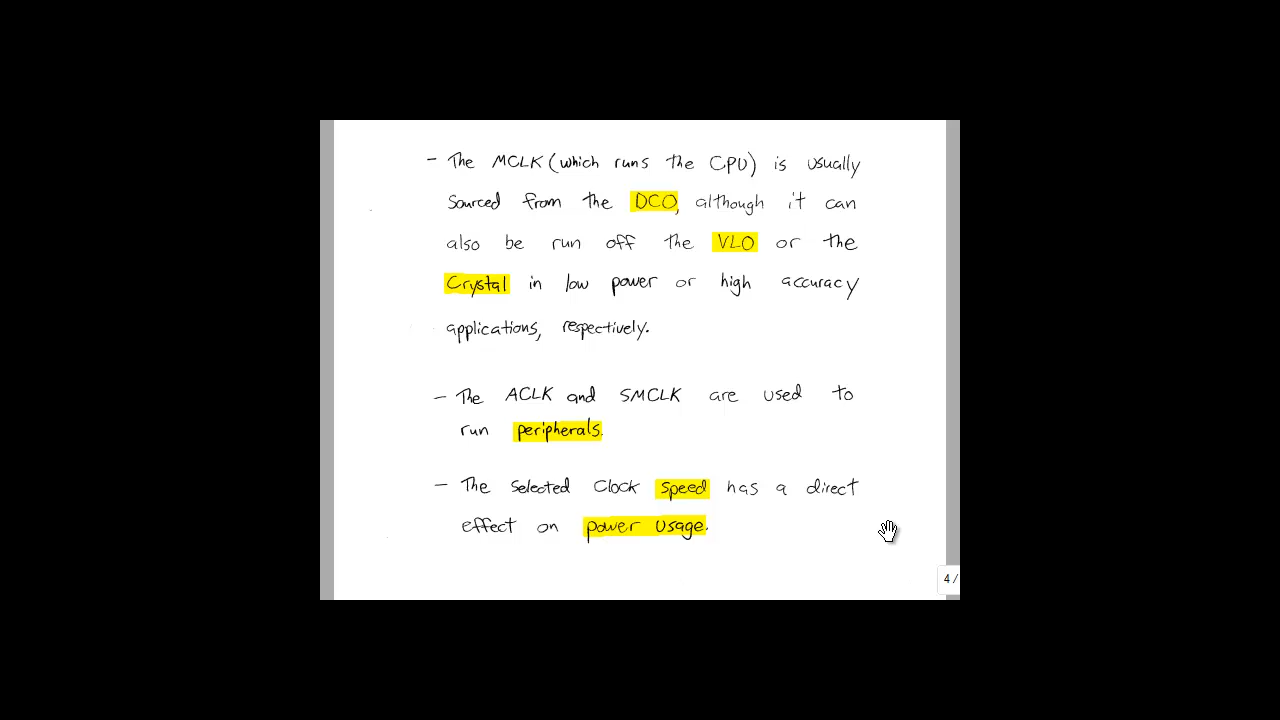 - The MCLK (which runs the CPU) is usually
sourced from the DCO, although it can
also be run off the VLO or the
Crystal in low power or high accuracy
applications, respectively.
- The ACLK and SMCLK are used to
run peripherals.
- The selected Clock speed has a direct
effect on power usage.
4 /